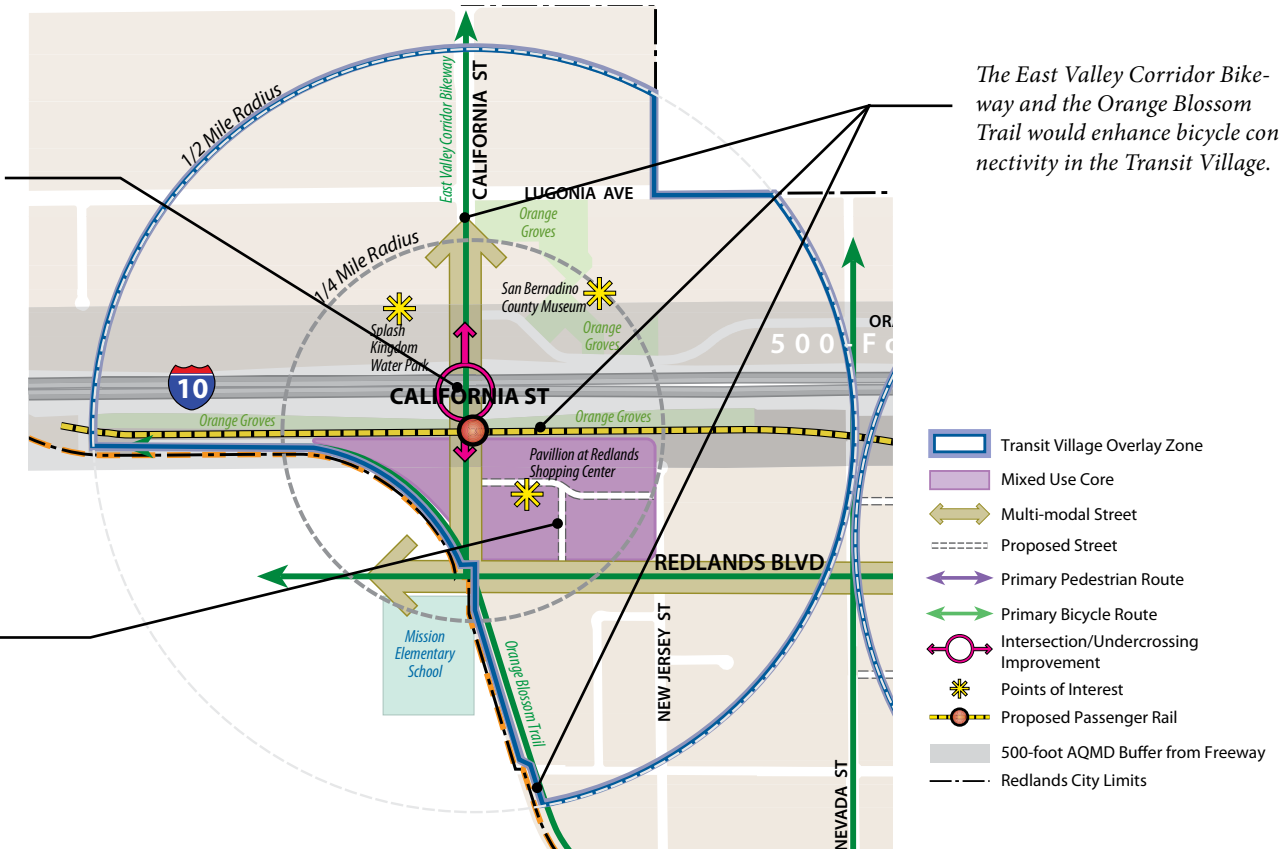 The East Valley Corridor Bike-
way and the Orange Blossom
Trail would enhance bicycle con
nectivity in the Transit Village.
1/2 Mile Radius
East Valley Corridor Bikeway
CALIFORNIA ST
LUGONIA AVE
Orange
Groves
1/4 Mile Radius
San Bernadino
County Museum
Splash
Kingdom
Water Park
Orange
Groves
OR
500-Fo
10
CALIFORNIA ST
Orange Groves
Orange Groves
Pavillion at Redlands
Shopping Center
REDLANDS BLVD
Mission
Elementary
School
Orange Blossom Trail
NEW JERSEY ST
NEVADA ST
Transit Village Overlay Zone
Mixed Use Core
Multi-modal Street
Proposed Street
Primary Pedestrian Route
Primary Bicycle Route
Intersection/Undercrossing
Improvement
Points of Interest
Proposed Passenger Rail
500-foot AQMD Buffer from Freeway
Redlands City Limits